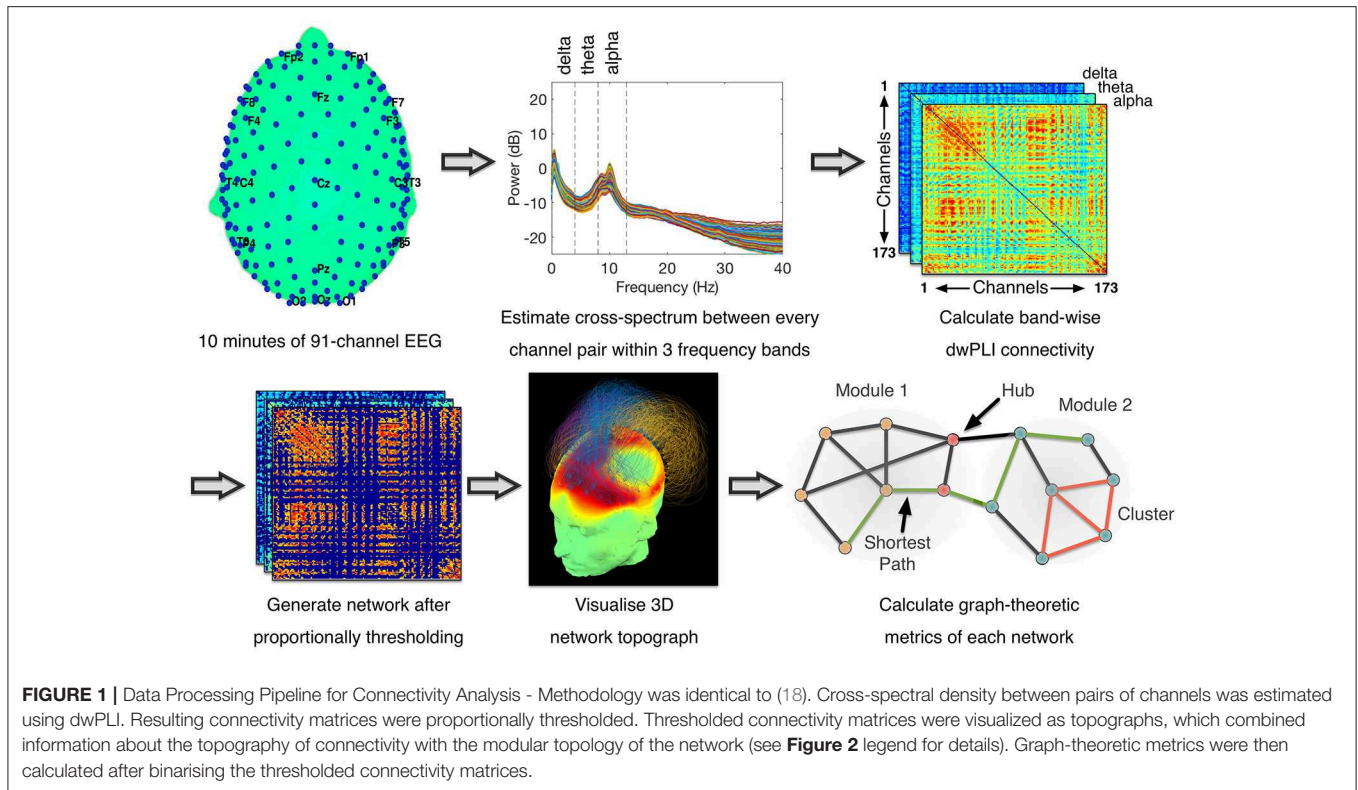 Fp2
Fp1
Fz
F8
F7
F4
F3
T4
C4
Cz
C3
T3
Pz
O2
Oz
O1
10 minutes of 91-channel EEG
delta
theta
alpha
20
10
0
-10
-20
Power (dB)
0
10
20
30
40
Frequency (Hz)
Estimate cross-spectrum between every
channel pair within 3 frequency bands
delta
theta
alpha
1
Channels
173
1
Channels
173
Calculate band-wise
dwPLI connectivity
Generate network after
proportionally thresholding
Visualise 3D
network topograph
Module 1
Hub
Module 2
Cluster
Shortest
Path
Calculate graph-theoretic
metrics of each network
FIGURE 1 | Data Processing Pipeline for Connectivity Analysis - Methodology was identical to (18). Cross-spectral density between pairs of channels was estimated
using dwPLI. Resulting connectivity matrices were proportionally thresholded. Thresholded connectivity matrices were visualized as topographs, which combined
information about the topography of connectivity with the modular topology of the network (see Figure 2 legend for details). Graph-theoretic metrics were then
calculated after binarising the thresholded connectivity matrices.